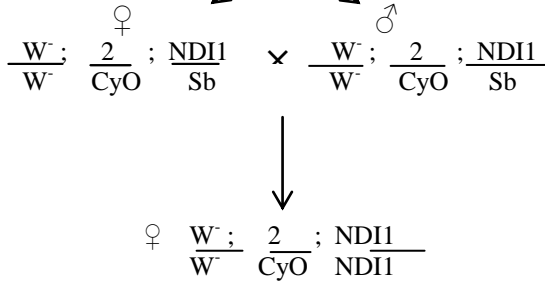 ♀ ♂
W⁻; 2 ; NDI1 × W⁻ ; 2 ; NDI1
W⁻ CyO Sb W⁻ CyO Sb
♀ W⁻ ; 2 ; NDI1
W⁻ CyO NDI1